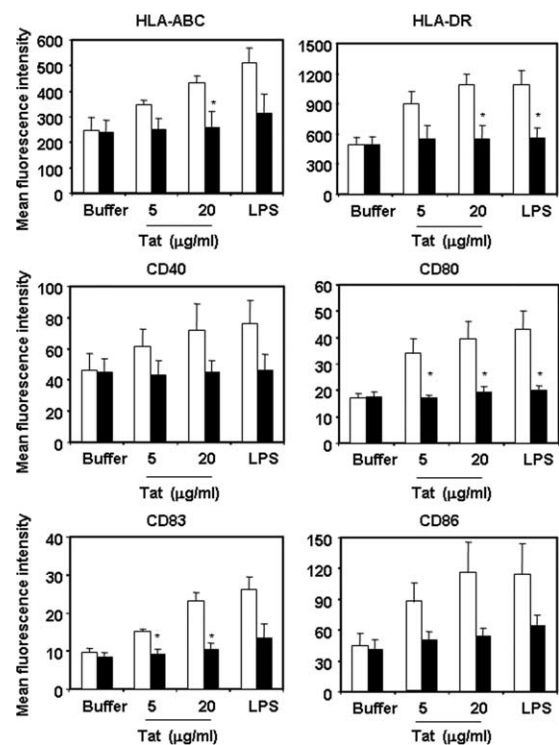 HLA-ABC
Mean fluorescence intensity
600
500
400
300
200
100
0
*
Buffer 5 20 LPS
Tat (µg/ml)
HLA-DR
1500
1200
900
600
300
0
* *
Buffer 5 20 LPS
Tat (µg/ml)
CD40
Mean fluorescence intensity
100
80
60
40
20
0
Buffer 5 20 LPS
Tat (µg/ml)
CD80
60
50
40
30
20
10
0
* * *
Buffer 5 20 LPS
Tat (µg/ml)
CD83
Mean fluorescence intensity
40
30
20
10
0
* *
Buffer 5 20 LPS
Tat (µg/ml)
CD86
150
120
90
60
30
0
Buffer 5 20 LPS
Tat (µg/ml)